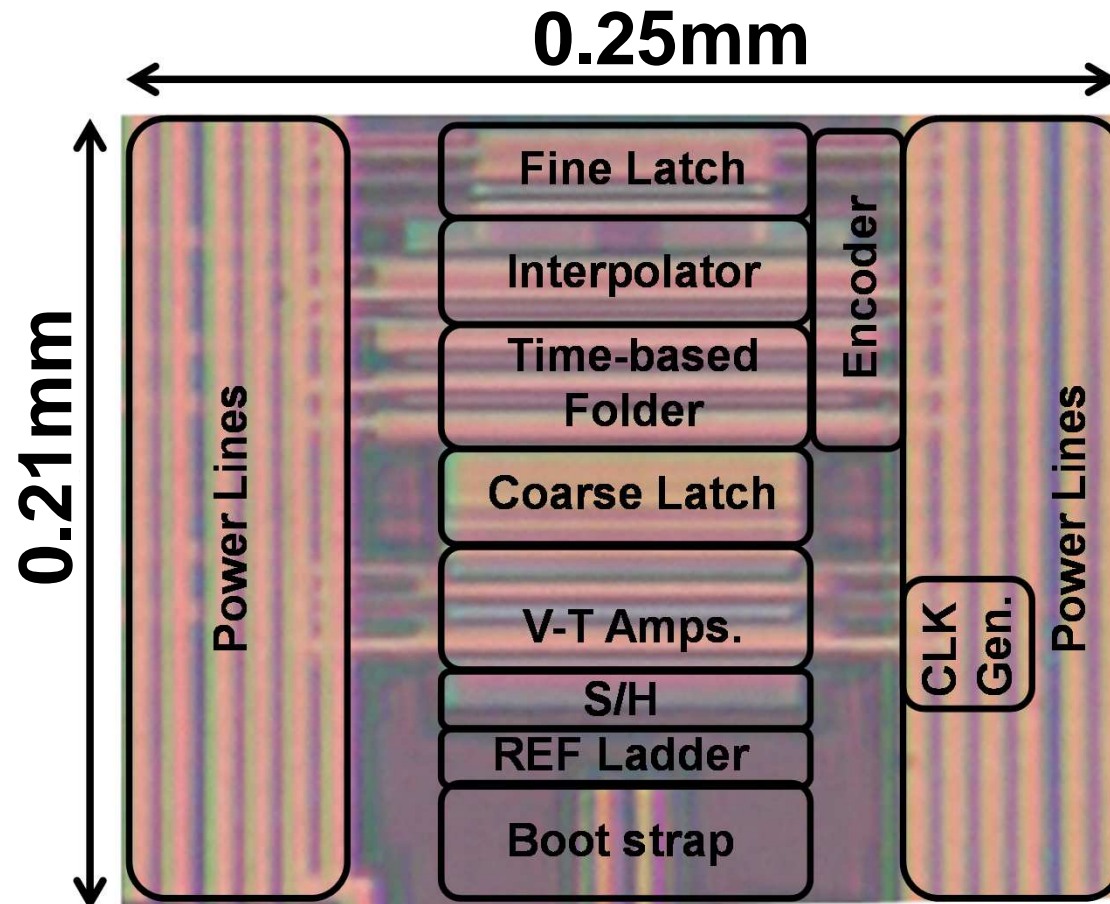 0.25mm
0.21mm
Power Lines
Fine Latch
Interpolator
Time-based
Folder
Coarse Latch
V-T Amps.
S/H
REF Ladder
Boot strap
Encoder
CLK
Gen.
Power Lines